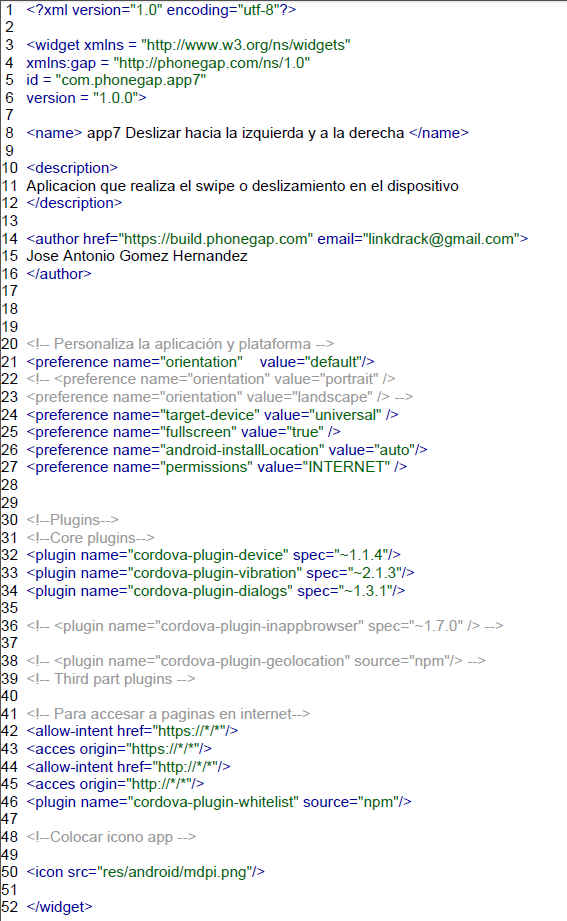 1 <?xml version="1.0" encoding="utf-8"?>
2
3 <widget xmlns = "http://www.w3.org/ns/widgets"
4 xmlns:gap = "http://phonegap.com/ns/1.0"
5 id = "com.phonegap.app7"
6 version = "1.0.0">
7
8 <name> app7 Deslizar hacia la izquierda y a la derecha </name>
9
10 <description>
11 Aplicacion que realiza el swipe o deslizamiento en el dispositivo
12 </description>
13
14 <author href="https://build.phonegap.com" email="linkdrack@gmail.com">
15 Jose Antonio Gomez Hernandez
16 </author>
17
18
19
20 <!-- Personaliza la aplicación y plataforma -->
21 <preference name="orientation"    value="default"/>
22 <!-- <preference name="orientation" value="portrait" />
23 <preference name="orientation" value="landscape" /> -->
24 <preference name="target-device" value="universal" />
25 <preference name="fullscreen" value="true" />
26 <preference name="android-installLocation" value="auto"/>
27 <preference name="permissions" value="INTERNET" />
28
29
30 <!--Plugins-->
31 <!--Core plugins-->
32 <plugin name="cordova-plugin-device" spec="~1.1.4"/>
33 <plugin name="cordova-plugin-vibration" spec="~2.1.3"/>
34 <plugin name="cordova-plugin-dialogs" spec="~1.3.1"/>
35
36 <!-- <plugin name="cordova-plugin-inappbrowser" spec="~1.7.0" /> -->
37
38 <!-- <plugin name="cordova-plugin-geolocation" source="npm"/> -->
39 <!-- Third part plugins -->
40
41 <!-- Para accesar a paginas en internet-->
42 <allow-intent href="https://*/*"/>
43 <acces origin="https://*/*"/>
44 <allow-intent href="http://*/*"/>
45 <acces origin="http://*/*"/>
46 <plugin name="cordova-plugin-whitelist" source="npm"/>
47
48 <!--Colocar icono app -->
49
50 <icon src="res/android/mdpi.png"/>
51
52 </widget>